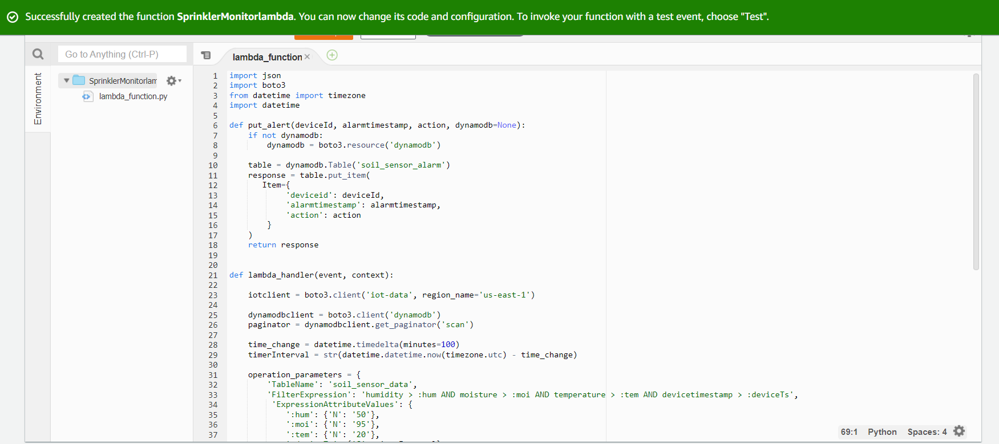 Successfully created the function SprinklerMonitorlambda. You can now change its code and configuration. To invoke your function with a test event, choose "Test".
Go to Anything (Ctrl-P)
lambda_function
Environment
SprinklerMonitorlam
lambda_function.py
1 import json
2 import boto3
3 from datetime import timezone
4 import datetime
5
6 def put_alert(deviceId, alarmtimestamp, action, dynamodb=None):
7     if not dynamodb:
8         dynamodb = boto3.resource('dynamodb')
9
10     table = dynamodb.Table('soil_sensor_alarm')
11     response = table.put_item(
12        Item={
13             'deviceid': deviceId,
14             'alarmtimestamp': alarmtimestamp,
15             'action': action
16         }
17     )
18     return response
19
20
21 def lambda_handler(event, context):
22
23     iotclient = boto3.client('iot-data', region_name='us-east-1')
24
25     dynamodbclient = boto3.client('dynamodb')
26     paginator = dynamodbclient.get_paginator('scan')
27
28     time_change = datetime.timedelta(minutes=100)
29     timerInterval = str(datetime.datetime.now(timezone.utc) - time_change)
30
31     operation_parameters = {
32         'TableName': 'soil_sensor_data',
33         'FilterExpression': 'humidity > :hum AND moisture > :moi AND temperature > :tem AND devicetimestamp > :deviceTs',
34          'ExpressionAttributeValues': {
35             ':hum': {'N': '50'},
36             ':moi': {'N': '95'},
37             ':tem': {'N': '20'},
69:1 Python Spaces: 4